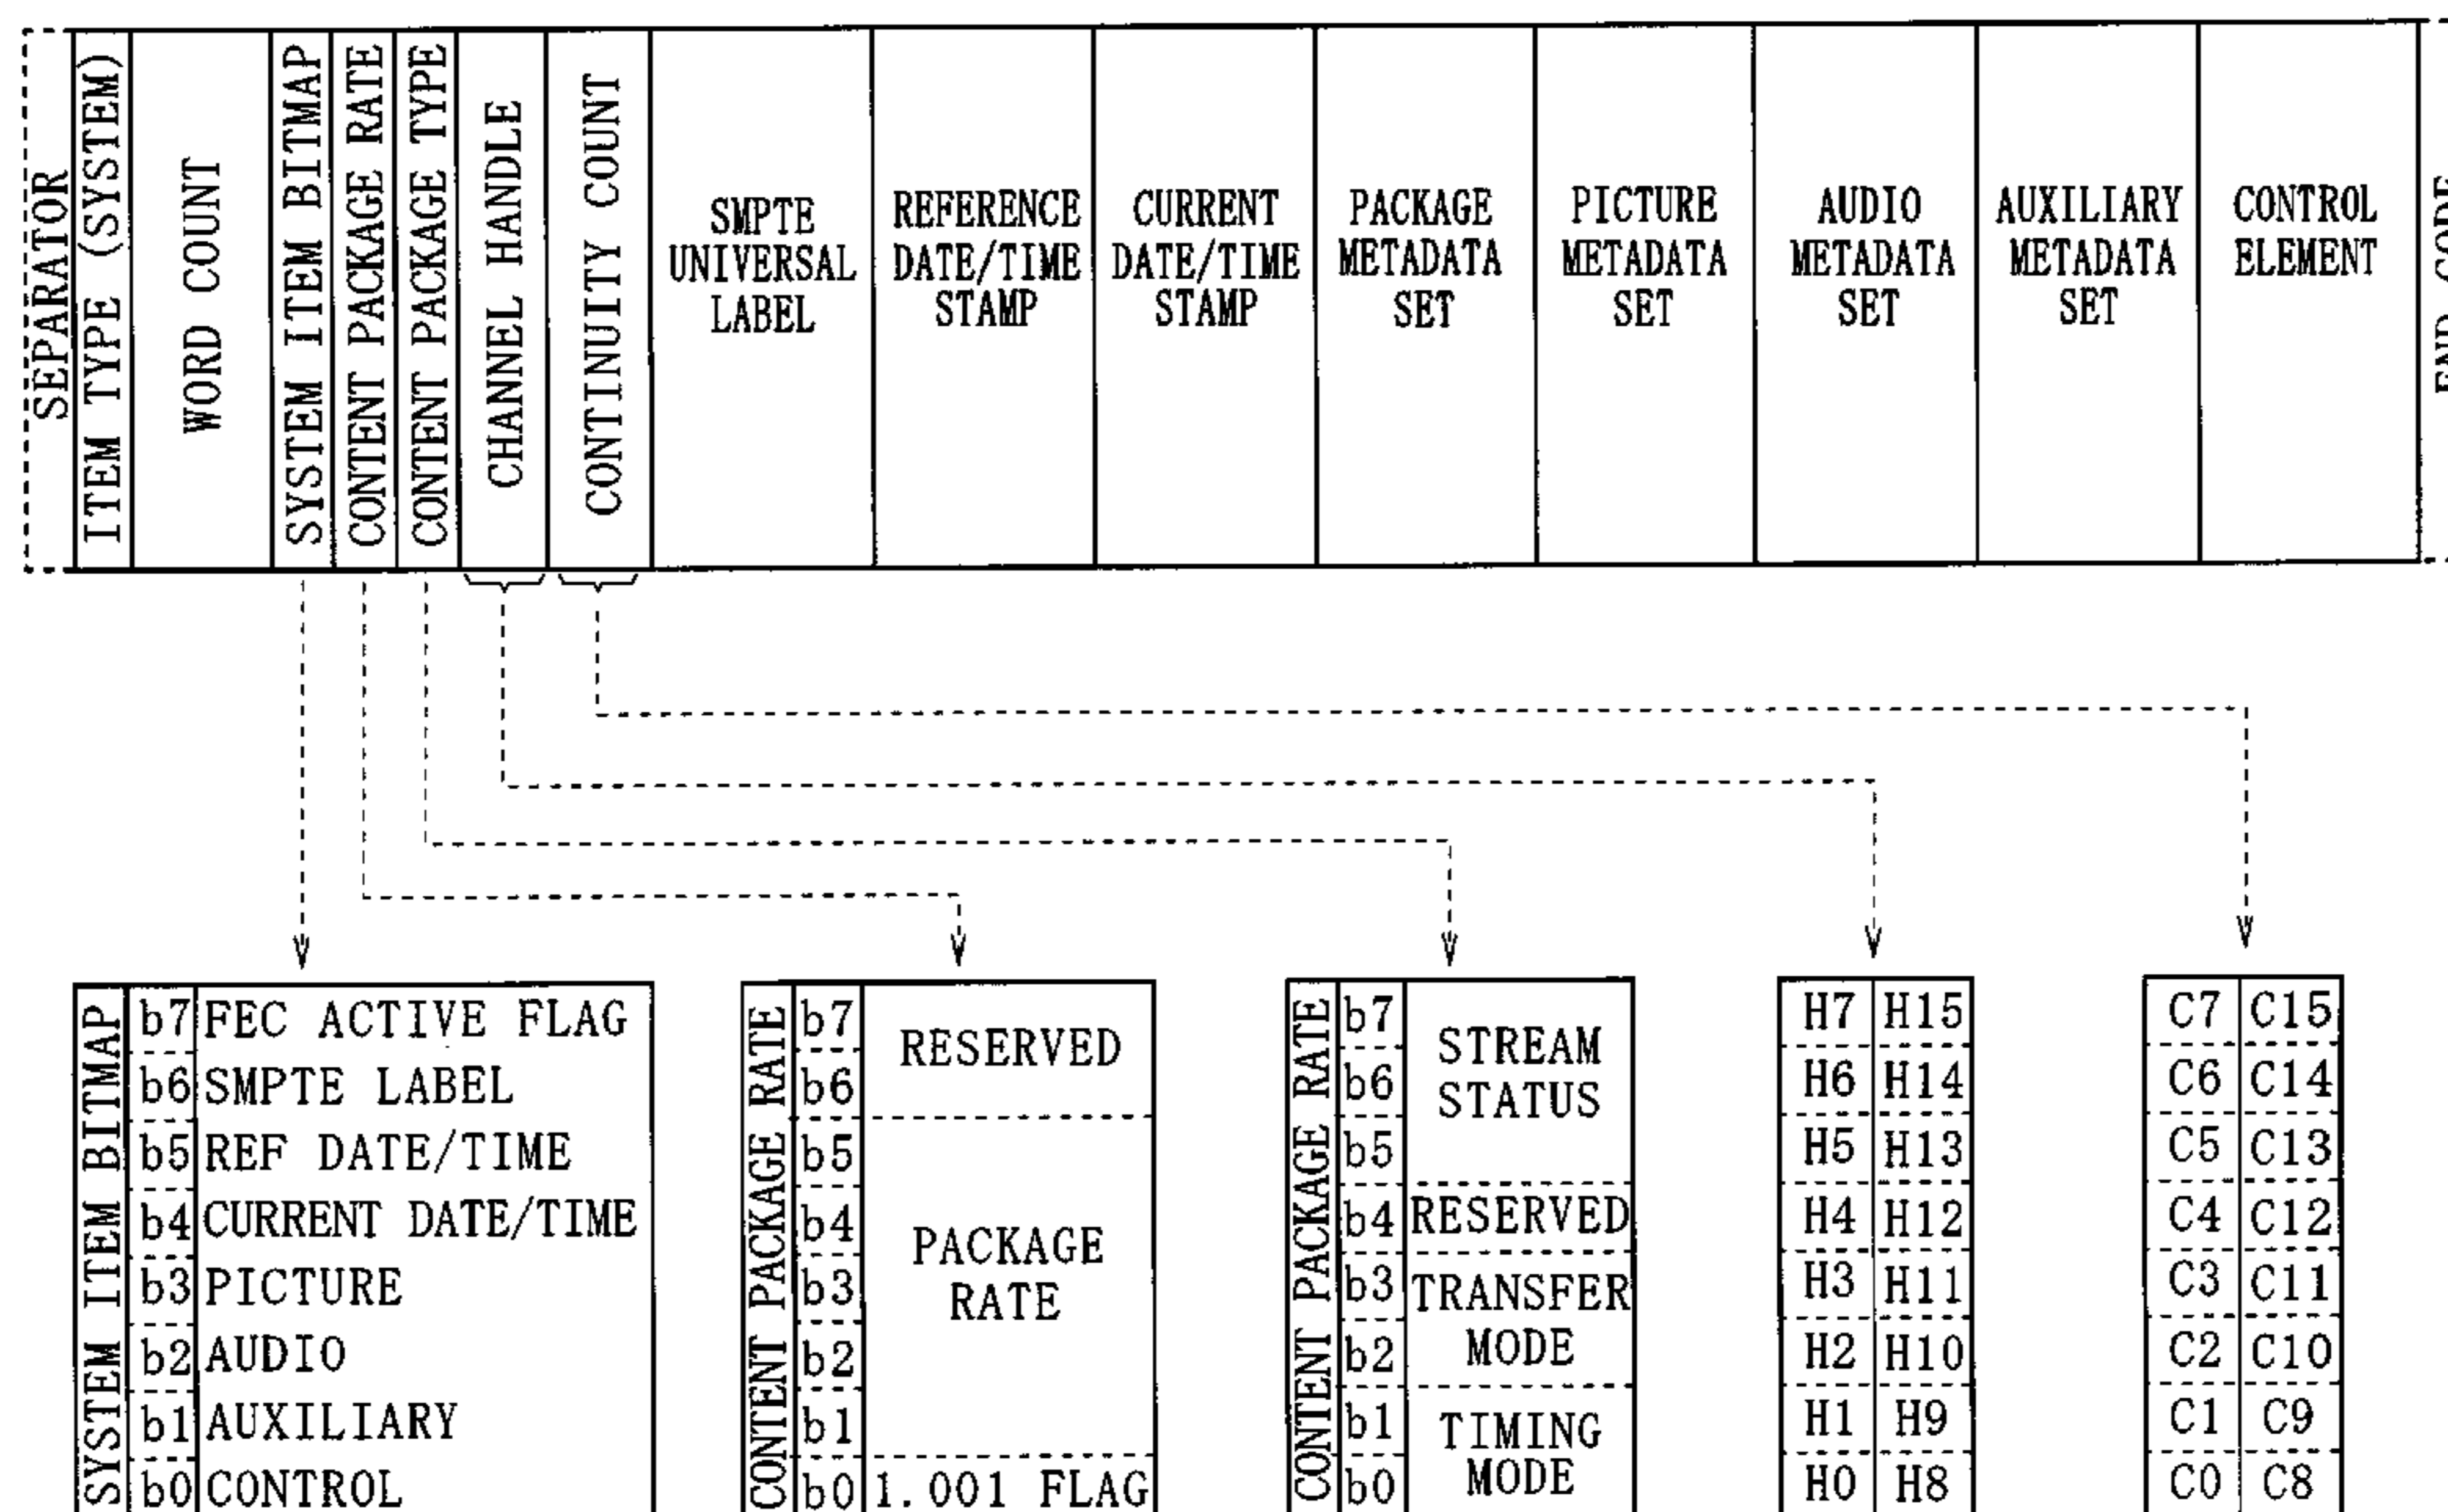 SEPARATOR
ITEM TYPE (SYSTEM)
WORD COUNT
SYSTEM ITEM BITMAP
CONTENT PACKAGE RATE
CONTENT PACKAGE TYPE
CHANNEL HANDLE
CONTINUITY COUNT
SMPTE
UNIVERSAL
LABEL
REFERENCE
DATE/TIME
STAMP
CURRENT
DATE/TIME
STAMP
PACKAGE
METADATA
SET
PICTURE
METADATA
SET
AUDIO
METADATA
SET
AUXILIARY
METADATA
SET
CONTROL
ELEMENT
END CODE
SYSTEM ITEM BITMAP
b7 FEC ACTIVE FLAG
b6 SMPTE LABEL
b5 REF DATE/TIME
b4 CURRENT DATE/TIME
b3 PICTURE
b2 AUDIO
b1 AUXILIARY
b0 CONTROL
CONTENT PACKAGE RATE
b7
b6
RESERVED
b5
b4
b3
b2
b1
PACKAGE
RATE
b0 1.001 FLAG
CONTENT PACKAGE RATE
b7
b6
b5
STREAM
STATUS
b4 RESERVED
b3 TRANSFER
b2 MODE
b1 TIMING
b0 MODE
H7 H15
H6 H14
H5 H13
H4 H12
H3 H11
H2 H10
H1 H9
H0 H8
C7 C15
C6 C14
C5 C13
C4 C12
C3 C11
C2 C10
C1 C9
C0 C8